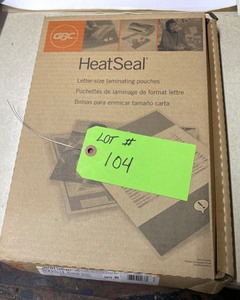 GBC
HeatSeal
Letter-size laminating pouches
Pochettes de laminage de format lettre
Bolsas para enmicar tamaño carta
LOT #
104